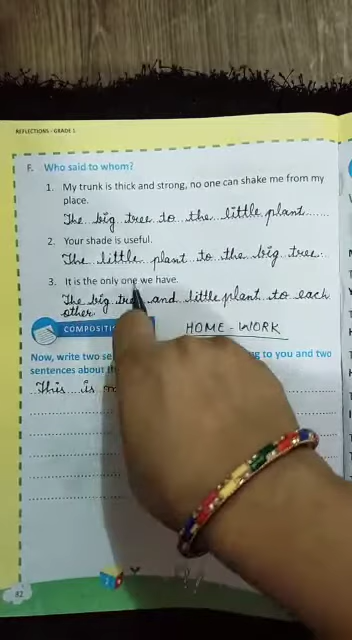 REFLECTIONS - GRADE 1
F. Who said to whom?
1. My trunk is thick and strong, no one can shake me from my
place.
The big tree to the little plant
2. Your shade is useful.
The little plant to the big tree
3. It is the only one we have.
The big tree and little plant to each
other.
HOME - WORK
Now, write two se g to you and two
sentences about th
This is m
82